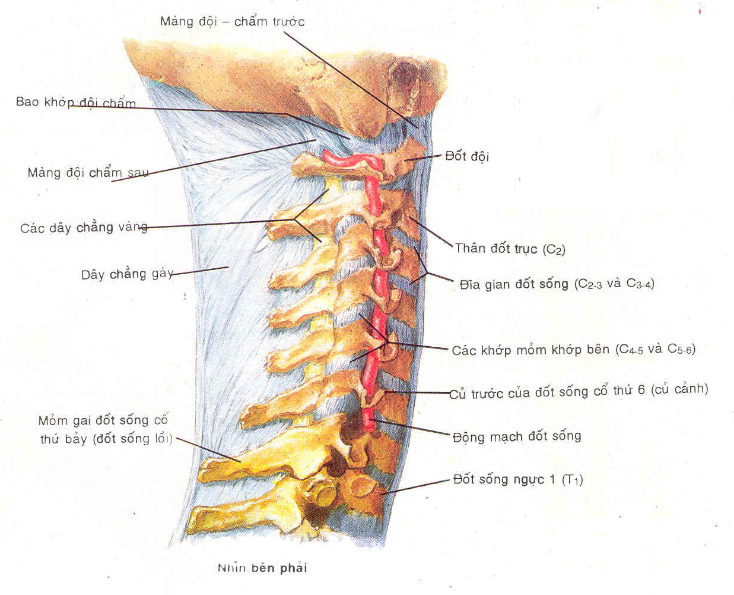 Màng đội – chẩm trước
Bao khớp đội chẩm
Màng đội chẩm sau
Các dây chằng vàng
Dây chằng gáy
Mỏm gai đốt sống cổ
thứ bảy (đốt sống lồi)
Đốt đội
Thân đốt trục (C2)
Đĩa gian đốt sống (C2-3 và C3-4)
Các khớp mỏm khớp bên (C4-5 và C5-6)
Củ trước của đốt sống cổ thứ 6 (củ cảnh)
Động mạch đốt sống
Đốt sống ngực 1 (T1)
Nhìn bên phải